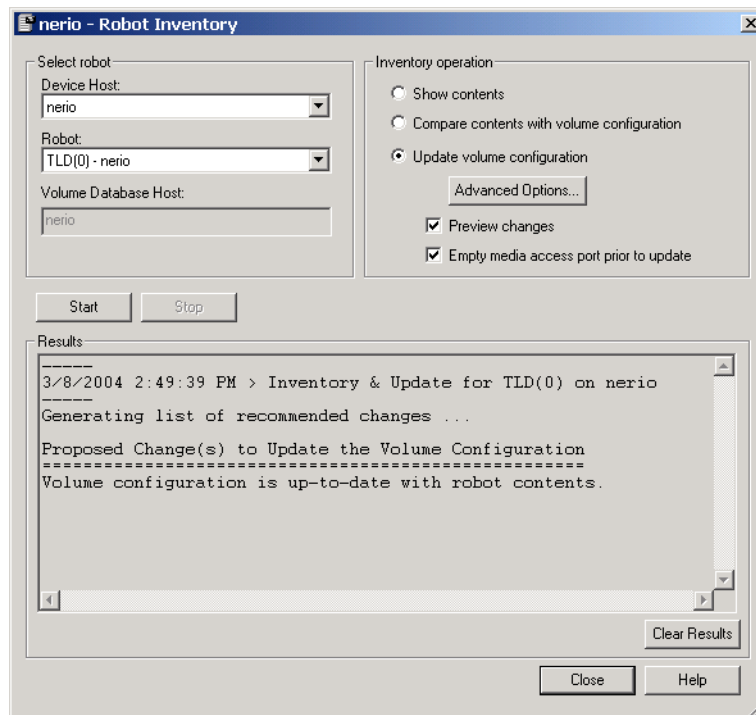 nerio - Robot Inventory
Select robot
Device Host:
nerio
Robot:
TLD(0) - nerio
Volume Database Host:
nerio
Inventory operation
Show contents
Compare contents with volume configuration
Update volume configuration
Advanced Options...
Preview changes
Empty media access port prior to update
Start
Stop
Results
-----
3/8/2004 2:49:39 PM > Inventory & Update for TLD(0) on nerio
-----
Generating list of recommended changes ...
Proposed Change(s) to Update the Volume Configuration
=====================================================
Volume configuration is up-to-date with robot contents.
Clear Results
Close
Help